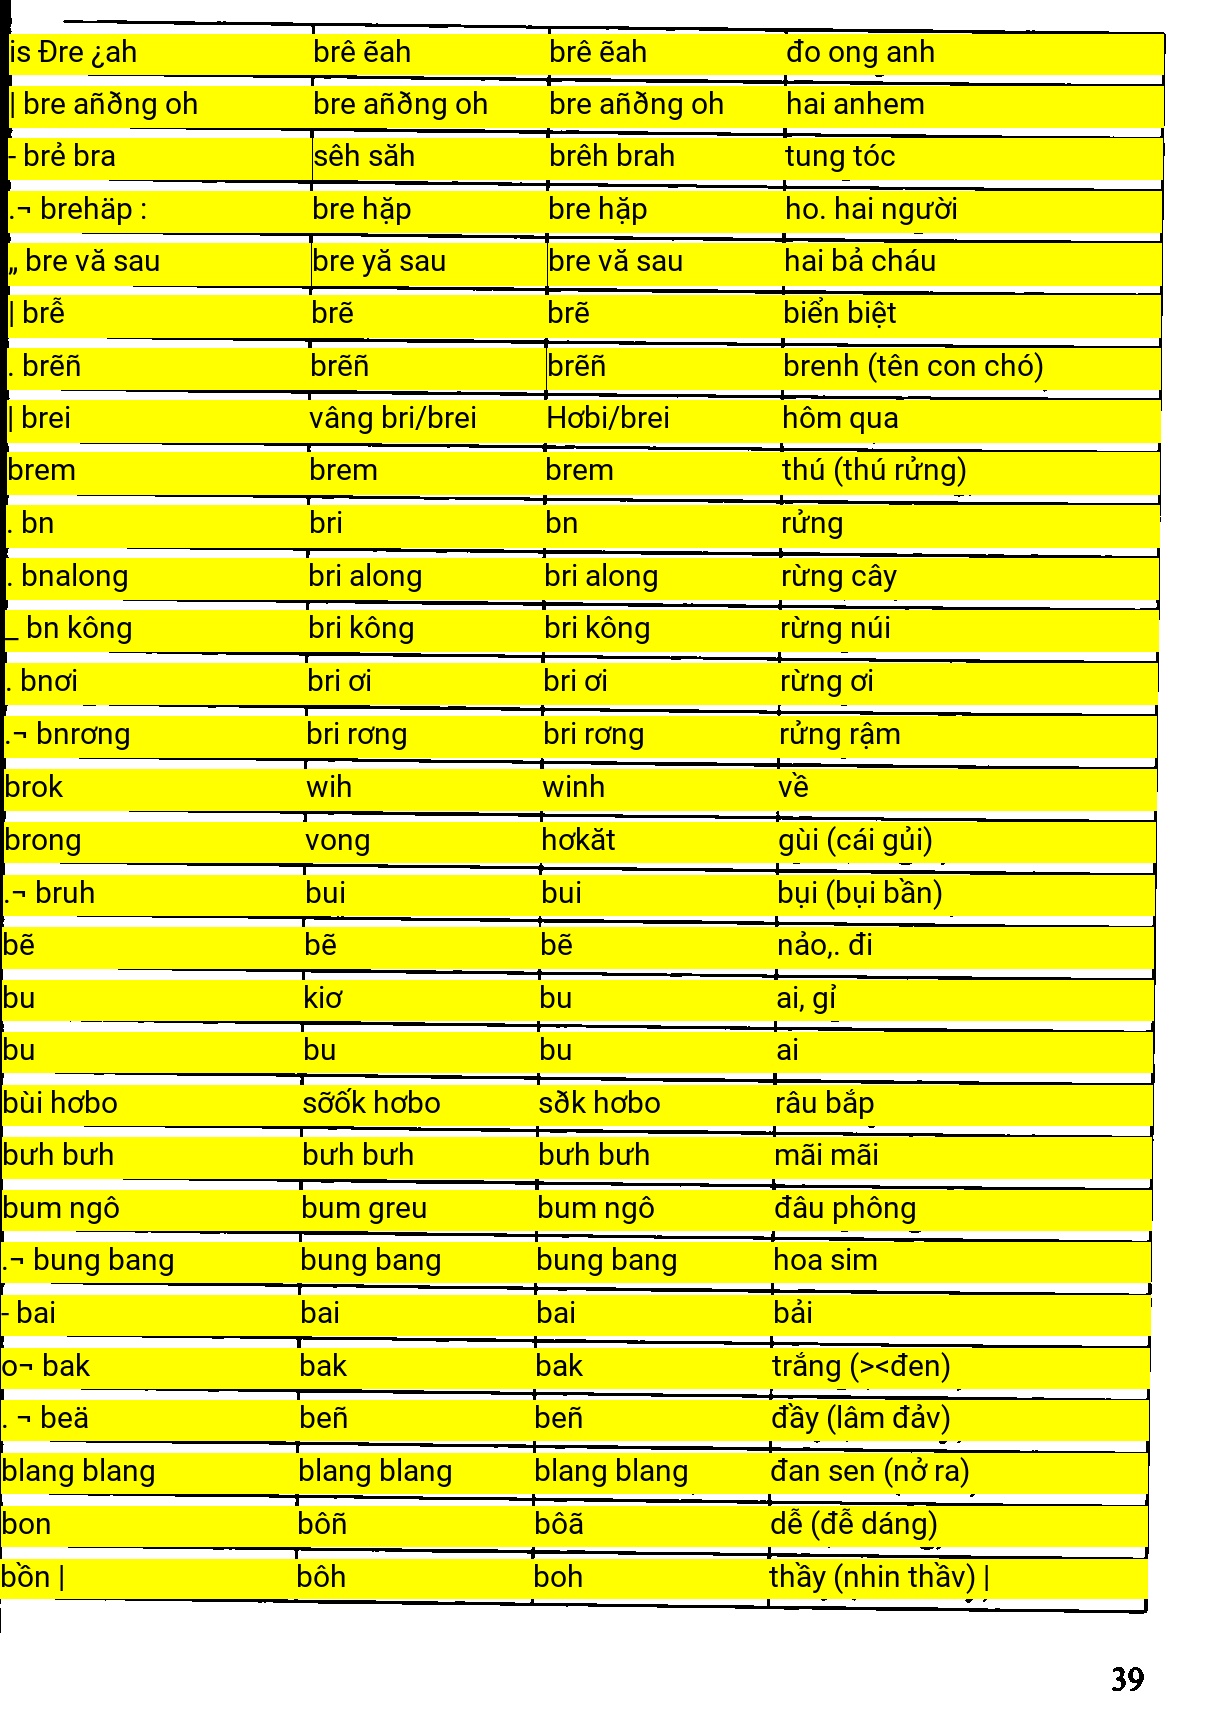 is Đre ¿ah brê ẽah brê ẽah đo ong anh
| bre añðng oh bre añðng oh bre añðng oh hai anhem
- brẻ bra sêh săh brêh brah tung tóc
.¬ brehäp : bre hặp bre hặp ho. hai người
„ bre vă sau bre yă sau bre vă sau hai bả cháu
| brễ brẽ brẽ biển biệt
. brẽñ brẽñ brẽñ brenh (tên con chó)
| brei vâng bri/brei Hơbi/brei hôm qua
brem brem brem thú (thú rửng)
. bn bri bn rửng
. bnalong bri along bri along rừng cây
_ bn kông bri kông bri kông rừng núi
. bnơi bri ơi bri ơi rừng ơi
.¬ bnrơng bri rơng bri rơng rửng rậm
brok wih winh về
brong vong hơkăt gùi (cái gủi)
.¬ bruh bui bui bụi (bụi bần)
bẽ bẽ bẽ nảo,. đi
bu kiơ bu ai, gỉ
bu bu bu ai
bùi hơbo sỡốk hơbo sðk hơbo râu bắp
bưh bưh bưh bưh bưh bưh mãi mãi
bum ngô bum greu bum ngô đâu phông
.¬ bung bang bung bang bung bang hoa sim
- bai bai bai bải
o¬ bak bak bak trắng (><đen)
. ¬ beä beñ beñ đầy (lâm đảv)
blang blang blang blang blang blang đan sen (nở ra)
bon bôñ bôã dễ (đễ dáng)
bồn | bôh boh thầy (nhin thầv) |
39